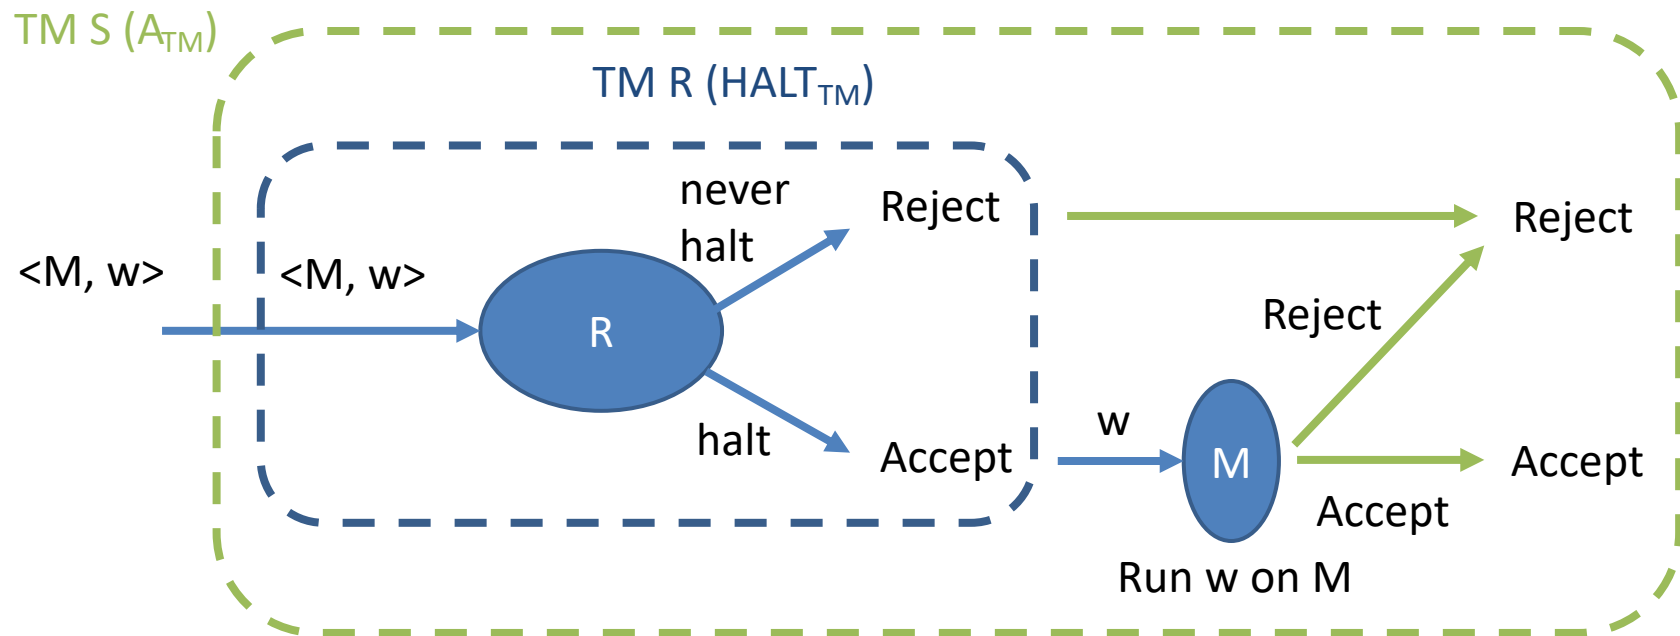 TM S (ATM)
TM R (HALTTM)
never
halt
Reject
Reject
<M, w>
<M, w>
R
Reject
halt
w
Accept
M
Accept
Accept
Run w on M